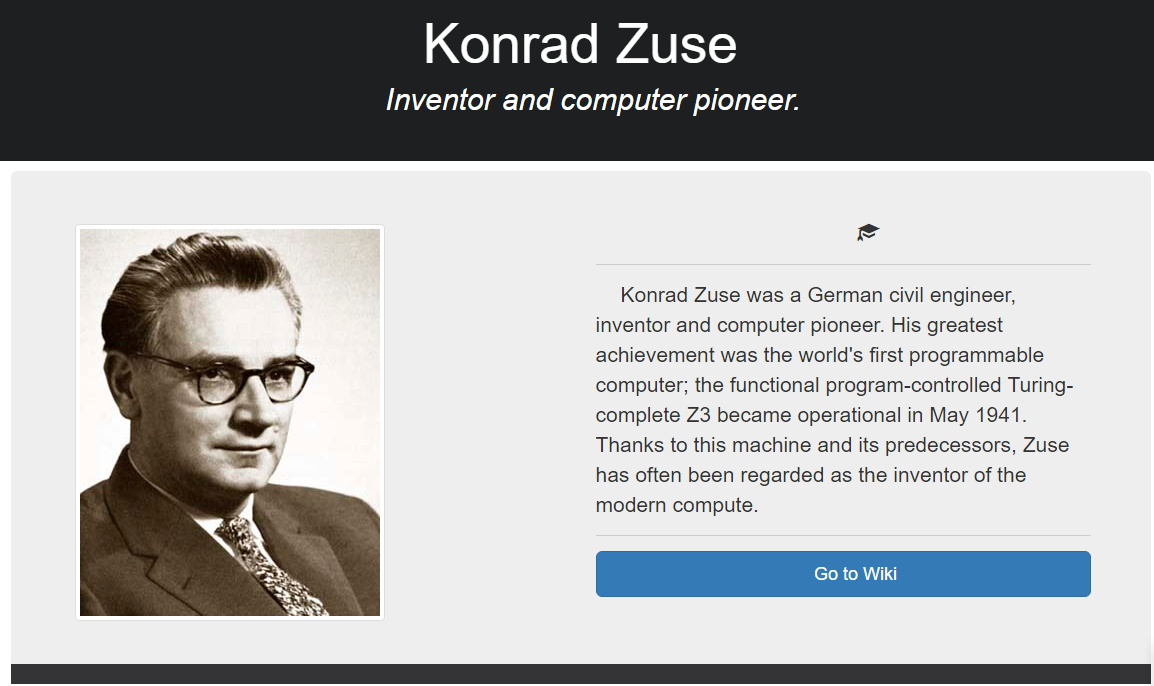 Konrad Zuse
Inventor and computer pioneer.
Konrad Zuse was a German civil engineer,
inventor and computer pioneer. His greatest
achievement was the world's first programmable
computer; the functional program-controlled Turing-
complete Z3 became operational in May 1941.
Thanks to this machine and its predecessors, Zuse
has often been regarded as the inventor of the
modern compute.
Go to Wiki